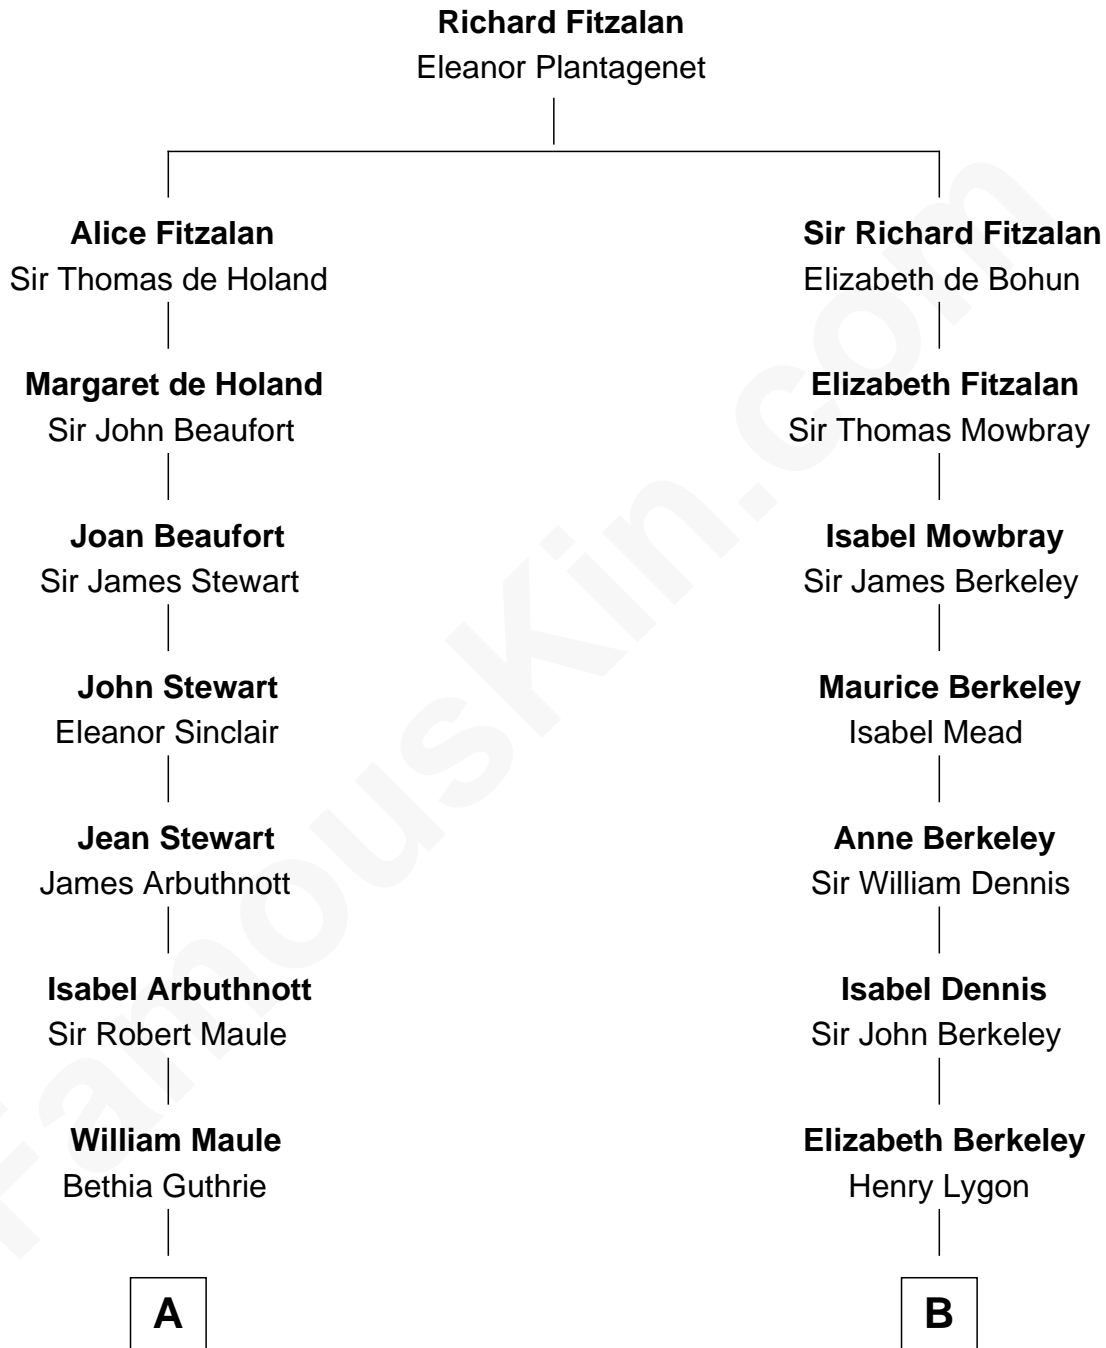 Richard Fitzalan
Eleanor Plantagenet
Alice Fitzalan
Sir Thomas de Holand
Margaret de Holand
Sir John Beaufort
Joan Beaufort
Sir James Stewart
John Stewart
Eleanor Sinclair
Jean Stewart
James Arbuthnott
Isabel Arbuthnott
Sir Robert Maule
William Maule
Bethia Guthrie
A
Sir Richard Fitzalan
Elizabeth de Bohun
Elizabeth Fitzalan
Sir Thomas Mowbray
Isabel Mowbray
Sir James Berkeley
Maurice Berkeley
Isabel Mead
Anne Berkeley
Sir William Dennis
Isabel Dennis
Sir John Berkeley
Elizabeth Berkeley
Henry Lygon
B
FamousKin.com